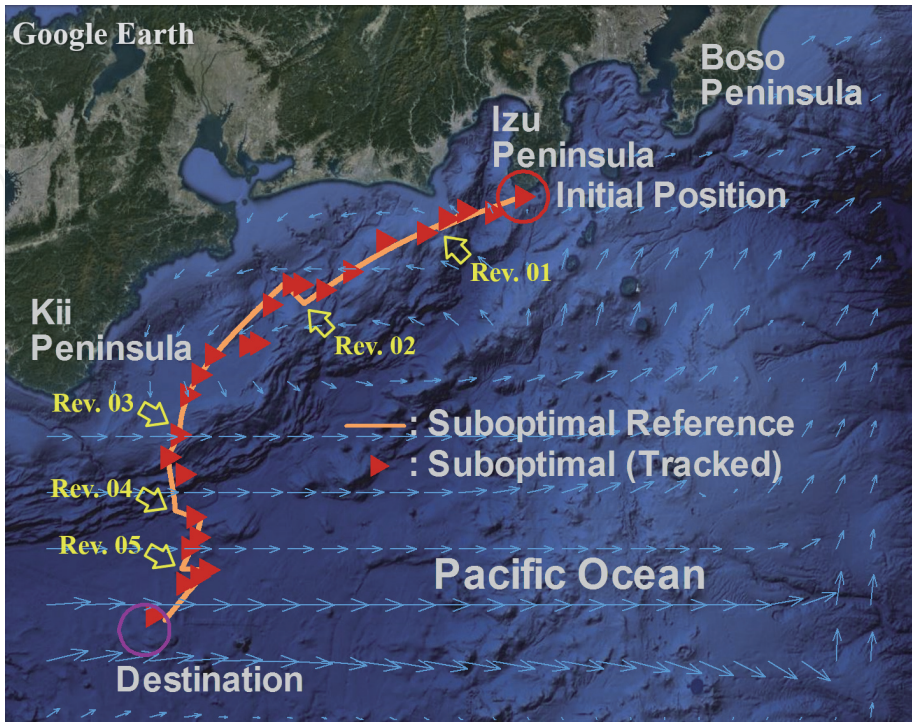 Google Earth
Boso
Peninsula
Izu
Peninsula
Initial Position
Rev. 01
Kii
Peninsula
Rev. 02
Rev. 03
: Suboptimal Reference
: Suboptimal (Tracked)
Rev. 04
Rev. 05
Pacific Ocean
Destination